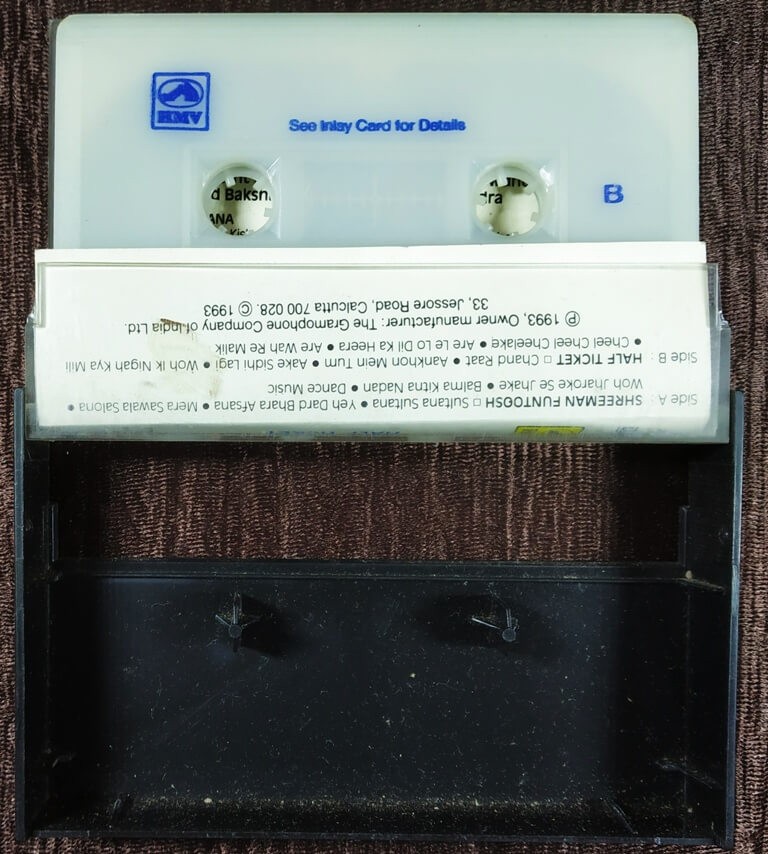 HMV
See Inlay Card for Details
B
d Baksh
ANA
dra
Side A : SHREEMAN FUNTOOSH □ Sultana Sultana ● Yeh Dard Bhara Afsana ● Mera Sawala Salona ●
Woh Jharoke Se Jhake ● Balma Kitna Nadan ● Dance Music
Side B : HALF TICKET □ Chand Raat ● Aankhon Mein Tum ● Aake Sidhi Lagi ● Woh Ik Nigah Kya Mili
● Cheel Cheel Cheelake ● Are Le Lo Dil Ka Heera ● Are Wah Re Malik
℗ 1993, Owner manufacturer: The Gramophone Company of India Ltd.
33, Jessore Road, Calcutta 700 028. © 1993